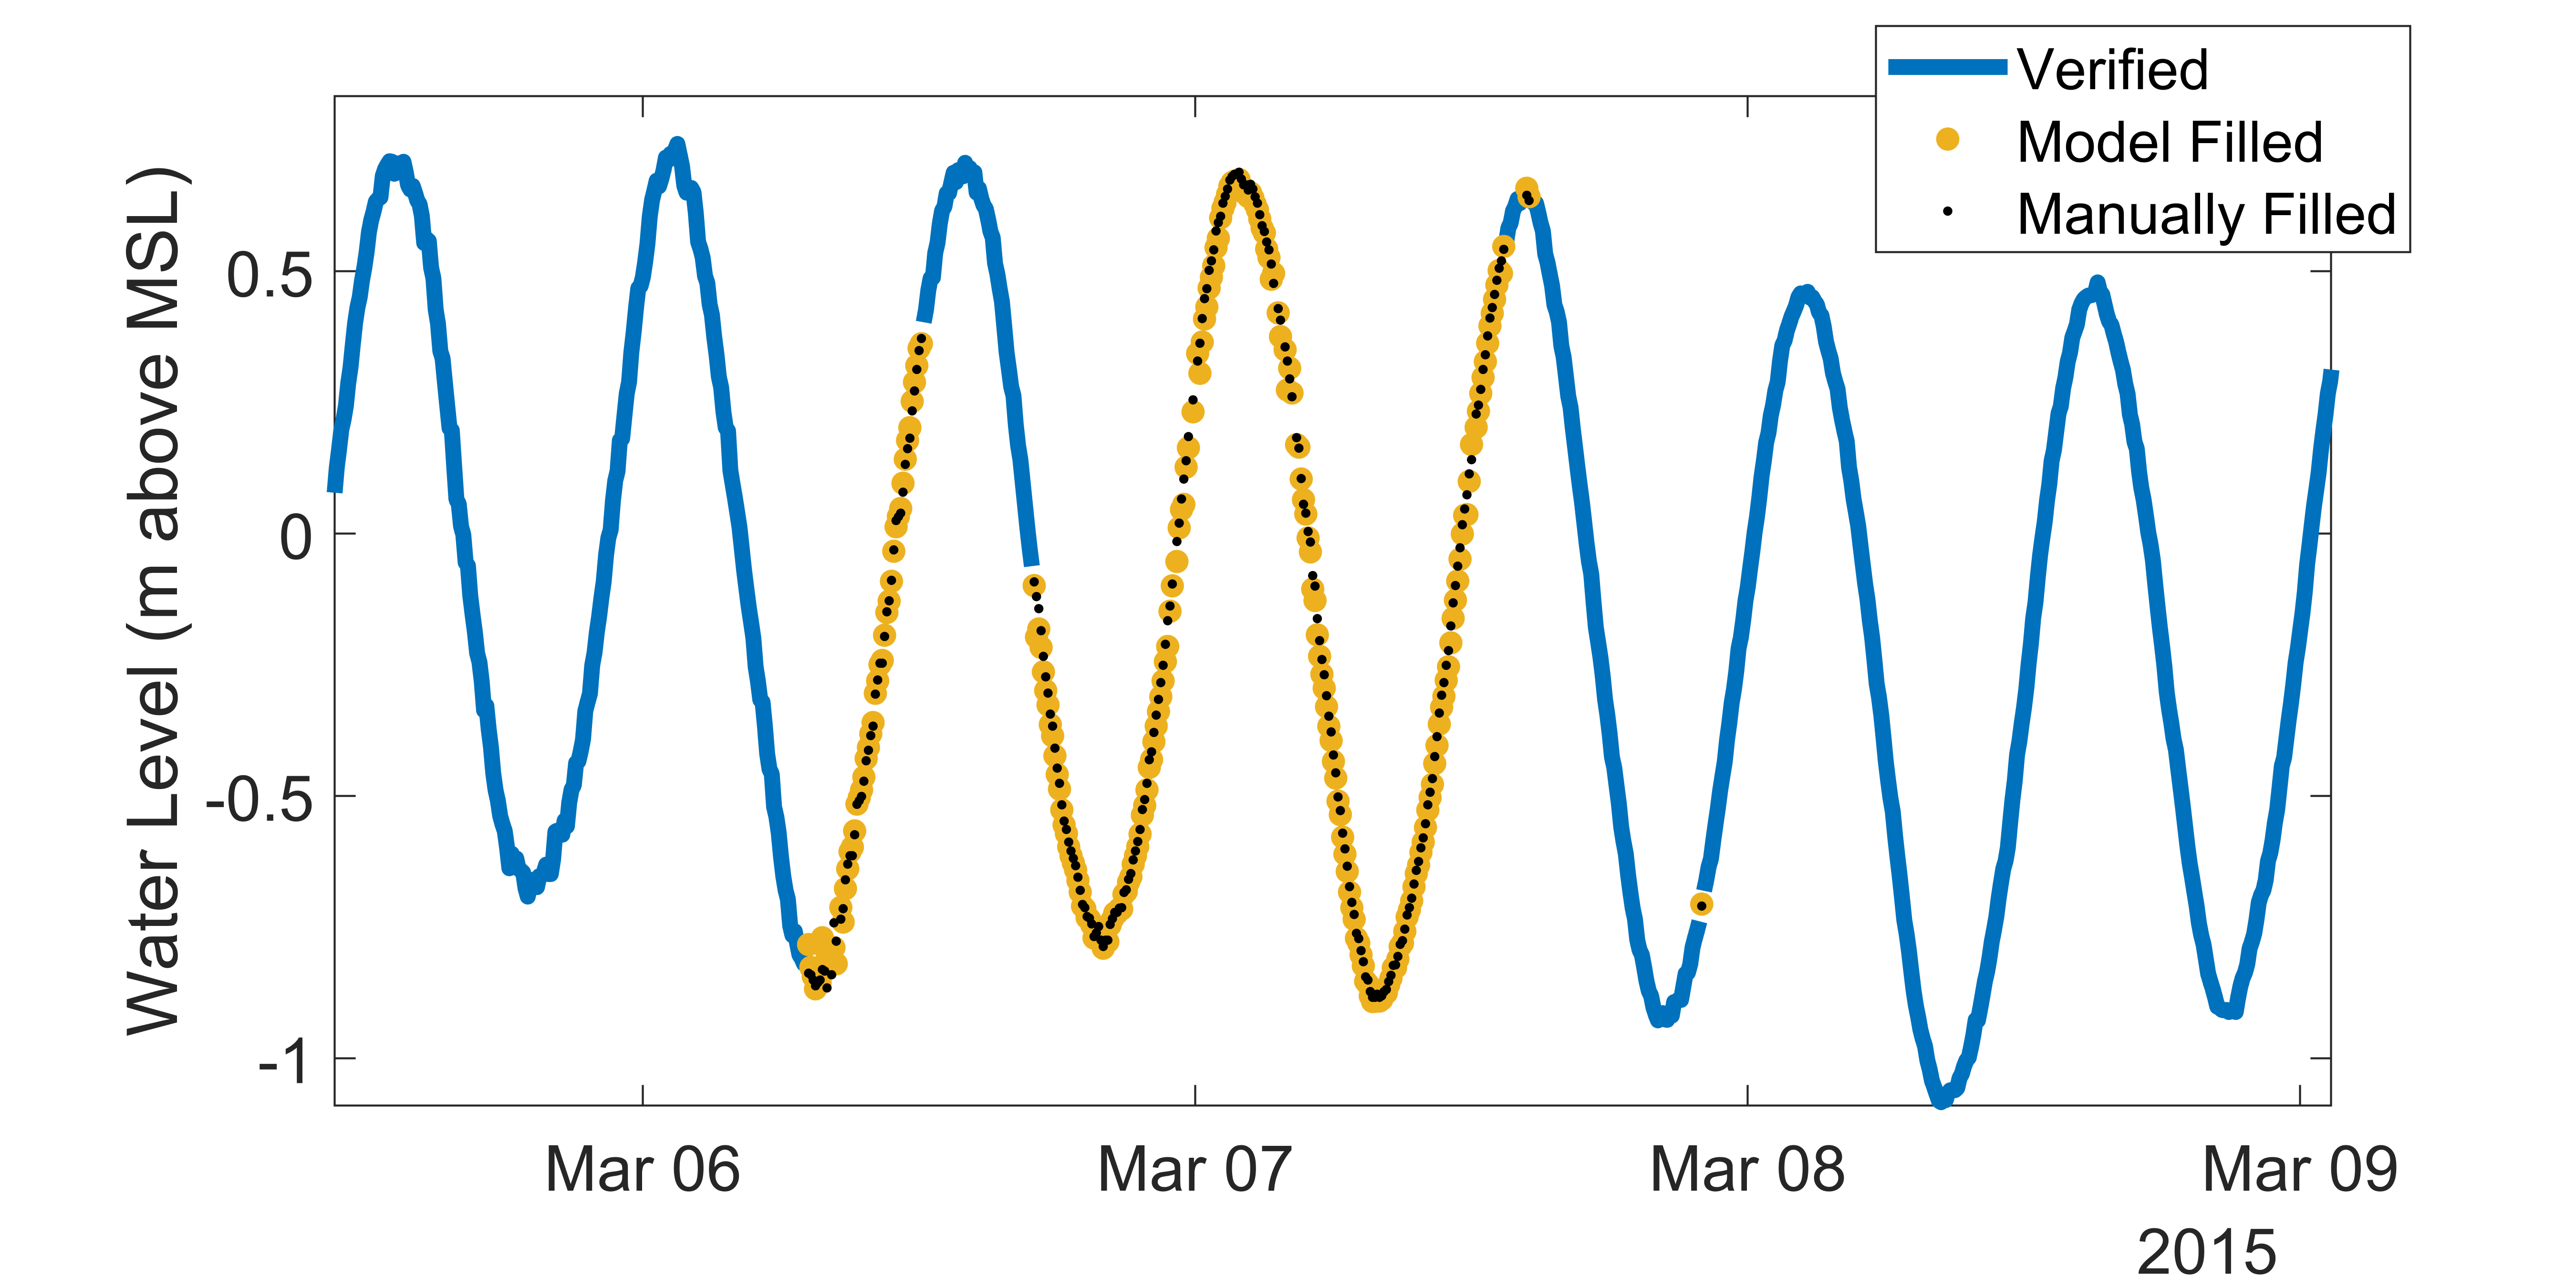 Verified
Model Filled
Manually Filled
Water Level (m above MSL)
0.5
0
-0.5
-1
Mar 06 Mar 07 Mar 08 Mar 09
2015